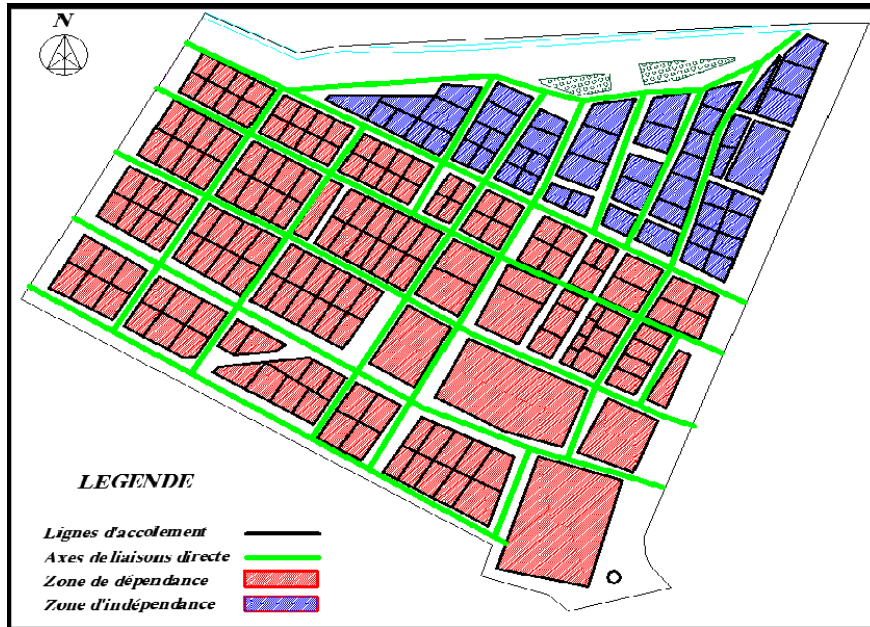 N
LEGENDE
Lignes d'accolement
Axes de liaisons directe
Zone de dépendance
Zone d'indépendance